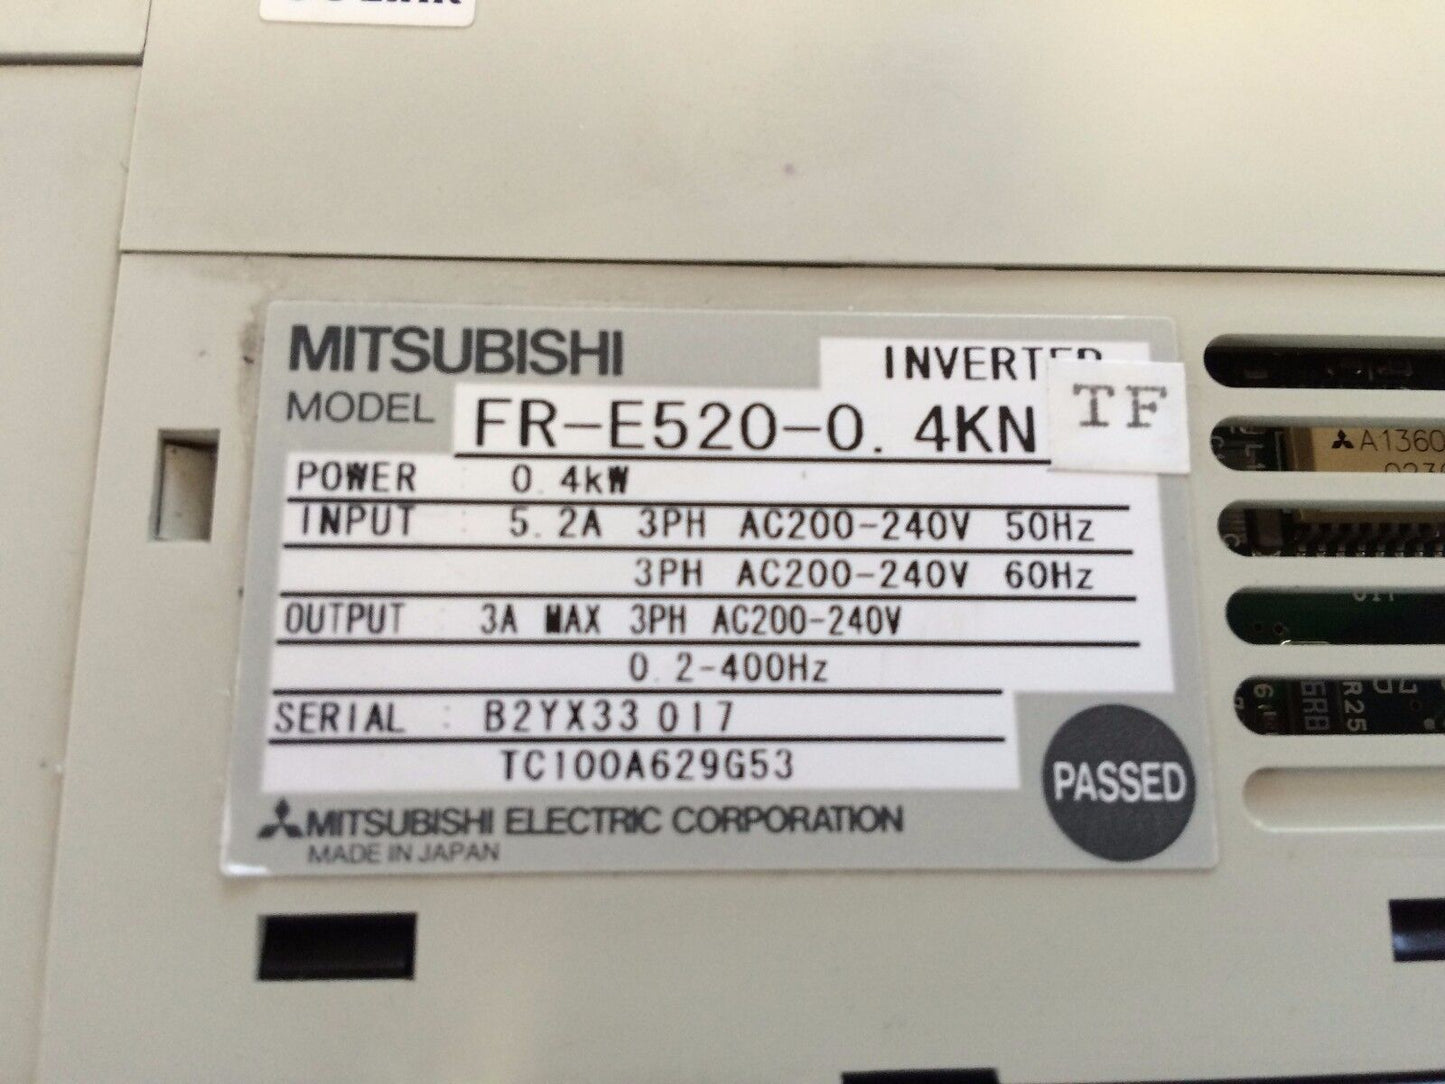 MITSUBISHI
INVERTER
MODEL FR-E520-0.4KN
TF
POWER : 0.4kW
INPUT : 5.2A 3PH AC200-240V 50Hz
3PH AC200-240V 60Hz
OUTPUT : 3A MAX 3PH AC200-240V
0.2-400Hz
SERIAL : B2YX33017
TC100A629G53
PASSED
MITSUBISHI ELECTRIC CORPORATION
MADE IN JAPAN
A1360
R25